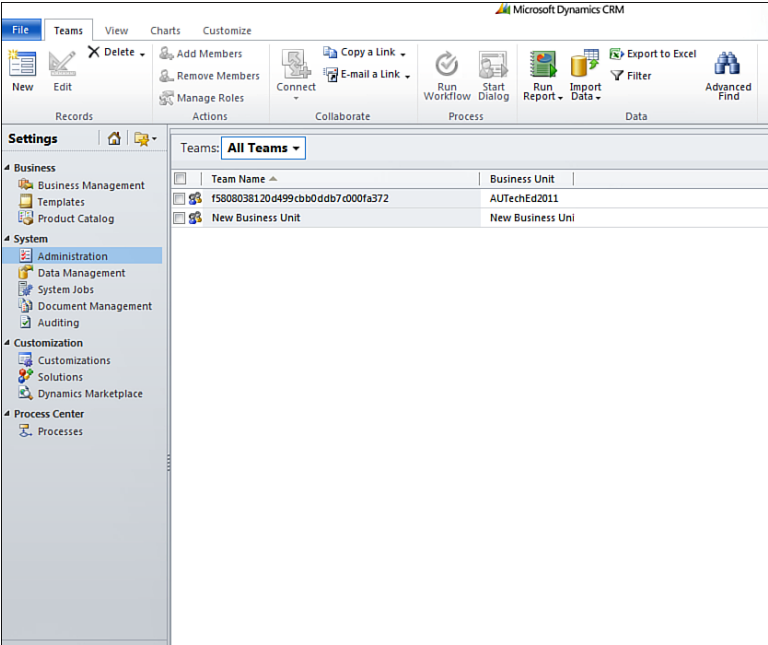 Microsoft Dynamics CRM
File Teams View Charts Customize
New
Edit
Delete
Records
Add Members
Remove Members
Manage Roles
Actions
Connect
Copy a Link
E-mail a Link
Collaborate
Run Workflow
Start Dialog
Process
Run Report
Import Data
Export to Excel
Filter
Data
Advanced Find
Settings
Business
Business Management
Templates
Product Catalog
System
Administration
Data Management
System Jobs
Document Management
Auditing
Customization
Customizations
Solutions
Dynamics Marketplace
Process Center
Processes
Teams: All Teams
Team Name Business Unit
f5808038120d499cbb0ddb7c000fa372 AUTechEd2011
New Business Unit New Business Uni